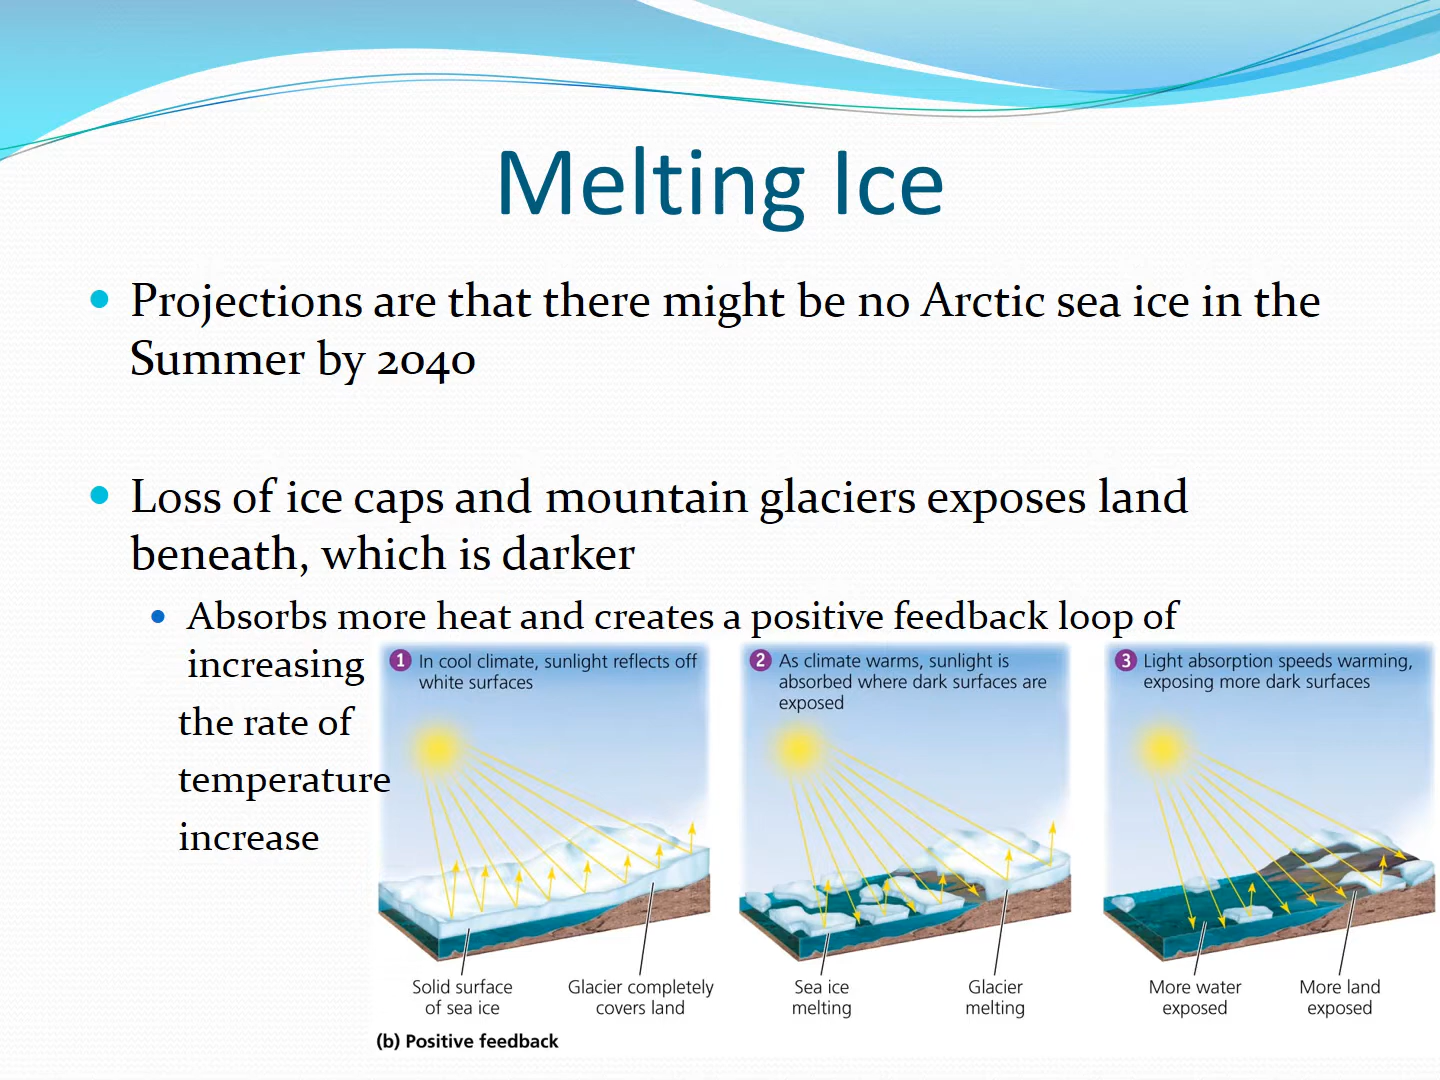 Melting Ice
Projections are that there might be no Arctic sea ice in the
Summer by 2040
Loss of ice caps and mountain glaciers exposes land
beneath, which is darker
Absorbs more heat and creates a positive feedback loop of
increasing
the rate of
temperature
increase
1 In cool climate, sunlight reflects off
white surfaces
2 As climate warms, sunlight is
absorbed where dark surfaces are
exposed
3 Light absorption speeds warming,
exposing more dark surfaces
Solid surface
of sea ice
Glacier completely
covers land
Sea ice
melting
Glacier
melting
More water
exposed
More land
exposed
(b) Positive feedback